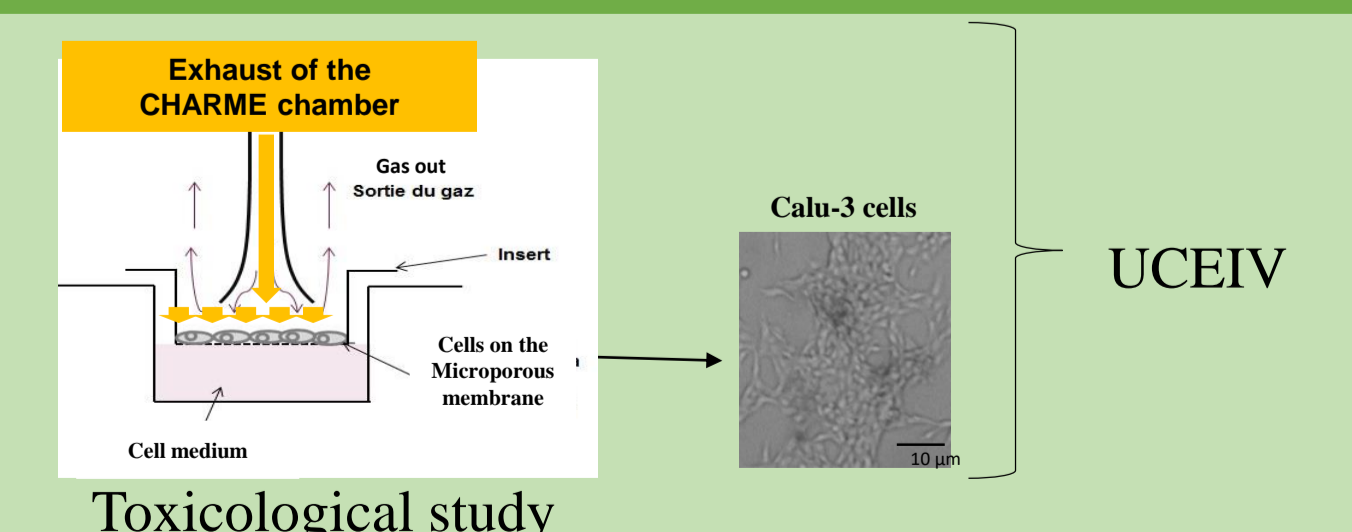 Exhaust of the
CHARME chamber
Gas out
Sortie du gaz
Insert
Cells on the
Microporous
membrane
Cell medium
Calu-3 cells
10 µm
UCEIV
Toxicological study